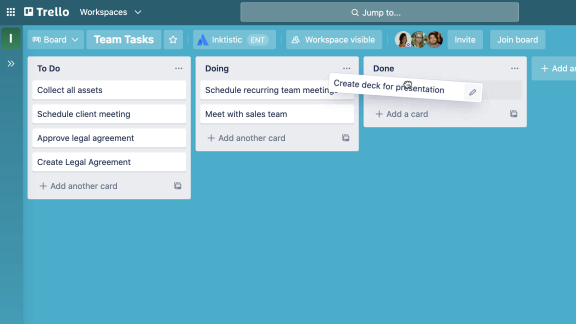 Trello Workspaces Jump to...
I Board Team Tasks Inktistic ENT Workspace visible Invite Join board
To Do
Collect all assets
Schedule client meeting
Approve legal agreement
Create Legal Agreement
Add another card
Doing
Schedule recurring team meetings
Meet with sales team
Add another card
Done
Create deck for presentation
Add a card
Add an